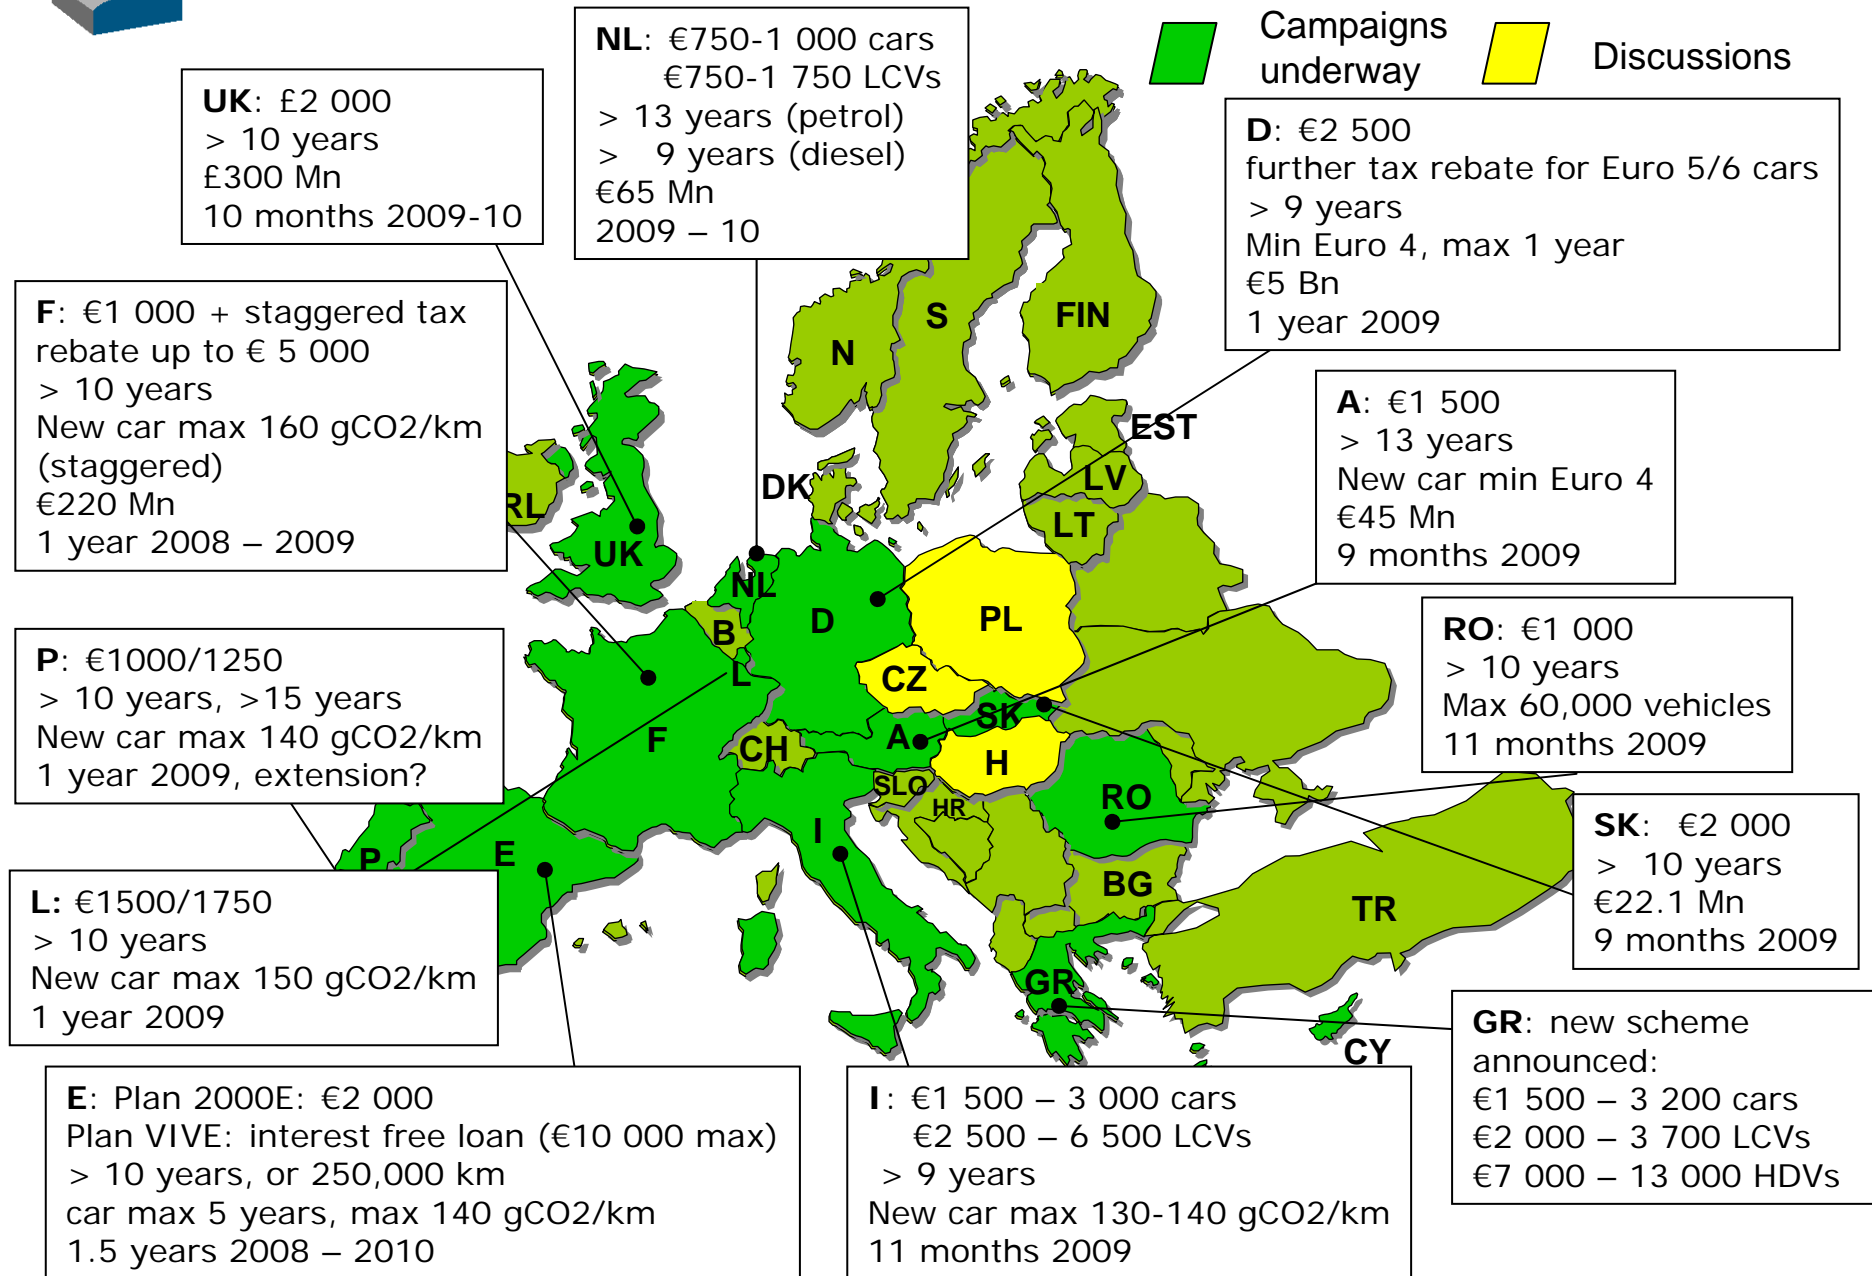 Campaigns
underway
Discussions
NL: €750-1 000 cars
€750-1 750 LCVs
> 13 years (petrol)
> 9 years (diesel)
€65 Mn
2009 – 10
UK: £2 000
> 10 years
£300 Mn
10 months 2009-10
D: €2 500
further tax rebate for Euro 5/6 cars
> 9 years
Min Euro 4, max 1 year
€5 Bn
1 year 2009
F: €1 000 + staggered tax
rebate up to € 5 000
> 10 years
New car max 160 gCO2/km
(staggered)
€220 Mn
1 year 2008 – 2009
A: €1 500
> 13 years
New car min Euro 4
€45 Mn
9 months 2009
RO: €1 000
> 10 years
Max 60,000 vehicles
11 months 2009
P: €1000/1250
> 10 years, >15 years
New car max 140 gCO2/km
1 year 2009, extension?
SK: €2 000
> 10 years
€22.1 Mn
9 months 2009
L: €1500/1750
> 10 years
New car max 150 gCO2/km
1 year 2009
GR: new scheme
announced:
€1 500 – 3 200 cars
€2 000 – 3 700 LCVs
€7 000 – 13 000 HDVs
E: Plan 2000E: €2 000
Plan VIVE: interest free loan (€10 000 max)
> 10 years, or 250,000 km
car max 5 years, max 140 gCO2/km
1.5 years 2008 – 2010
I: €1 500 – 3 000 cars
€2 500 – 6 500 LCVs
> 9 years
New car max 130-140 gCO2/km
11 months 2009
S
FIN
N
EST
LV
DK
LT
RL
UK
NL
D
PL
B
L
CZ
SK
F
CH
A
H
SLO
HR
RO
I
P
E
BG
TR
GR
CY